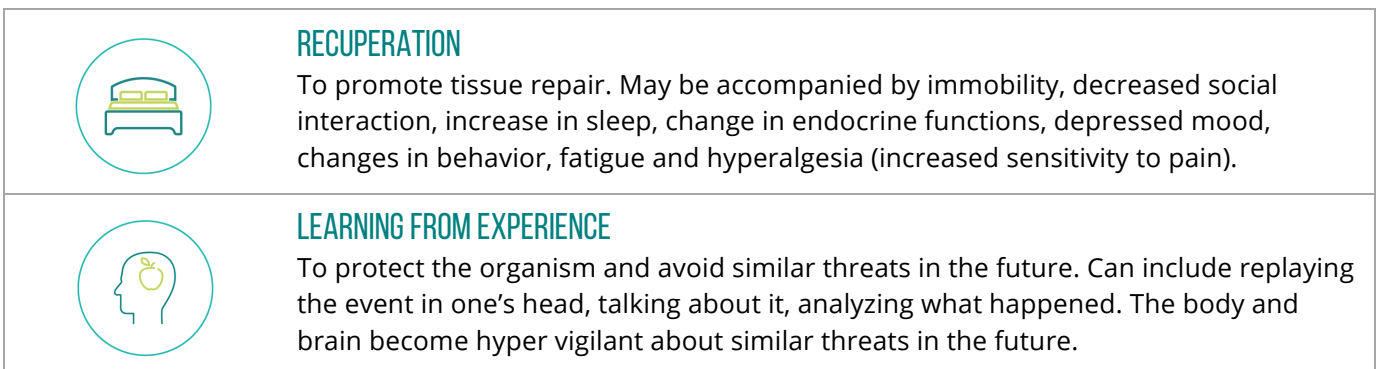 RECUPERATION
To promote tissue repair. May be accompanied by immobility, decreased social
interaction, increase in sleep, change in endocrine functions, depressed mood,
changes in behavior, fatigue and hyperalgesia (increased sensitivity to pain).
LEARNING FROM EXPERIENCE
To protect the organism and avoid similar threats in the future. Can include replaying
the event in one’s head, talking about it, analyzing what happened. The body and
brain become hyper vigilant about similar threats in the future.